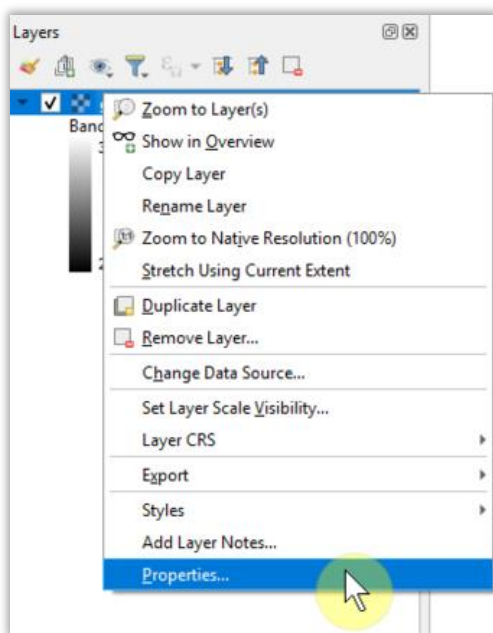 Layers
Zoom to Layer(s)
Band
Show in Overview
3
Copy Layer
Rename Layer
Zoom to Native Resolution (100%)
Stretch Using Current Extent
2
Duplicate Layer
Remove Layer...
Change Data Source...
Set Layer Scale Visibility...
Layer CRS
Export
Styles
Add Layer Notes...
Properties...